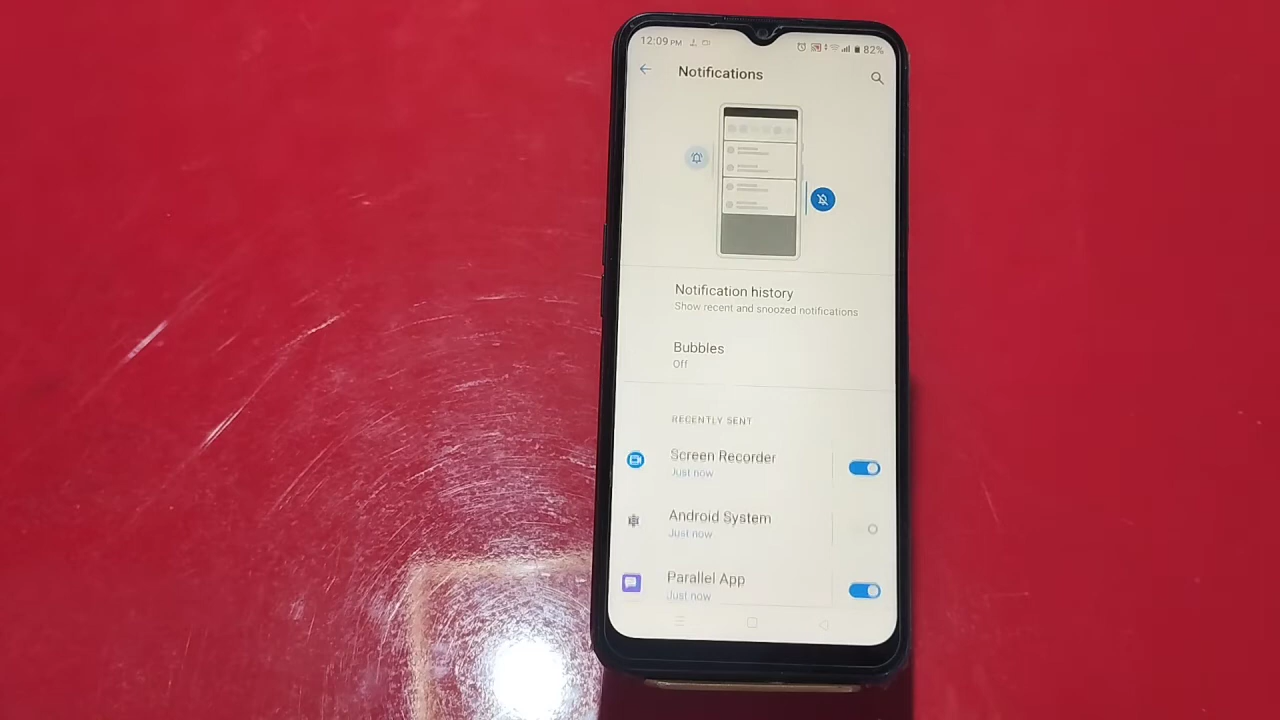 12:09 PM 82%
Notifications
Notification history
Show recent and snoozed notifications
Bubbles
Off
RECENTLY SENT
Screen Recorder
Just now
Android System
Just now
Parallel App
Just now